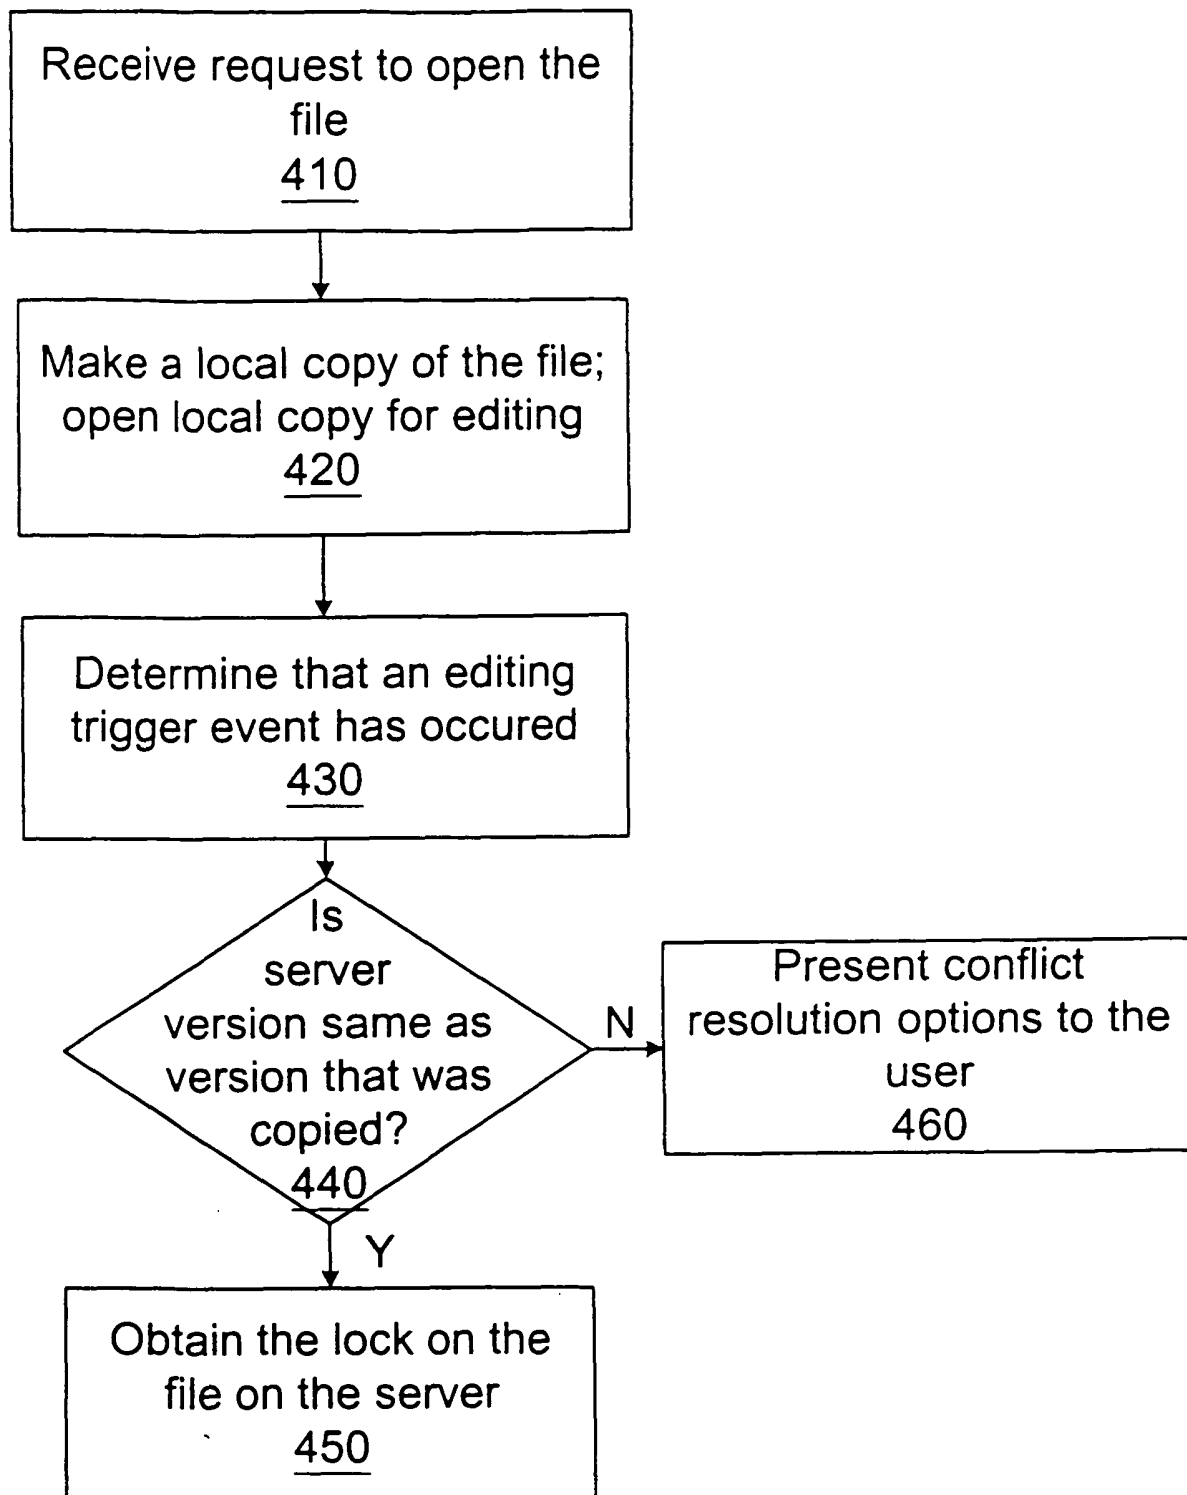 Receive request to open the
file
410
Make a local copy of the file;
open local copy for editing
420
Determine that an editing
trigger event has occured
430
Is
server
version same as
version that was
copied?
440
N
Present conflict
resolution options to the
user
460
Y
Obtain the lock on the
file on the server
450